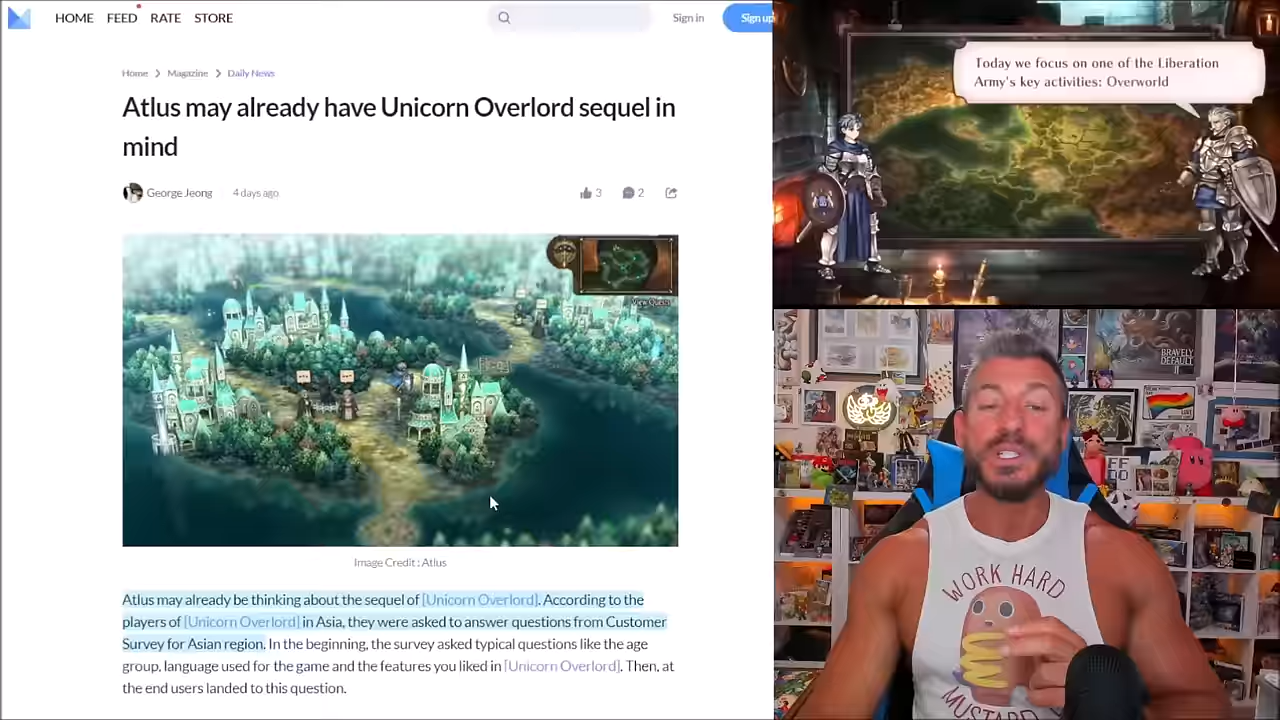 HOME FEED RATE STORE
Sign in
Sign up
Home > Magazine > Daily News
Atlus may already have Unicorn Overlord sequel in
mind
George Jeong 4 days ago
3
2
View Quests
Image Credit : Atlus
Atlus may already be thinking about the sequel of [Unicorn Overlord]. According to the
players of [Unicorn Overlord] in Asia, they were asked to answer questions from Customer
Survey for Asian region. In the beginning, the survey asked typical questions like the age
group, language used for the game and the features you liked in [Unicorn Overlord]. Then, at
the end users landed to this question.
Today we focus on one of the Liberation
Army's key activities: Overworld
BRAVELY
DEFAULT
II
WORK HARD
MUSTARD